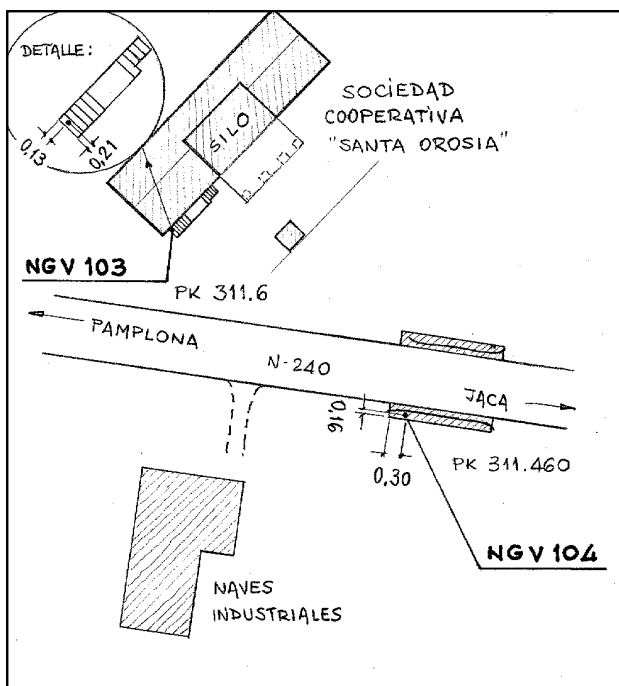 DETALLE:
0,13
0,21
SILO
SOCIEDAD
COOPERATIVA
"SANTA OROSIA"
NGV 103
PK 311.6
PAMPLONA
N-240
JACA
0,16
0,30
PK 311.460
NGV 104
NAVES
INDUSTRIALES